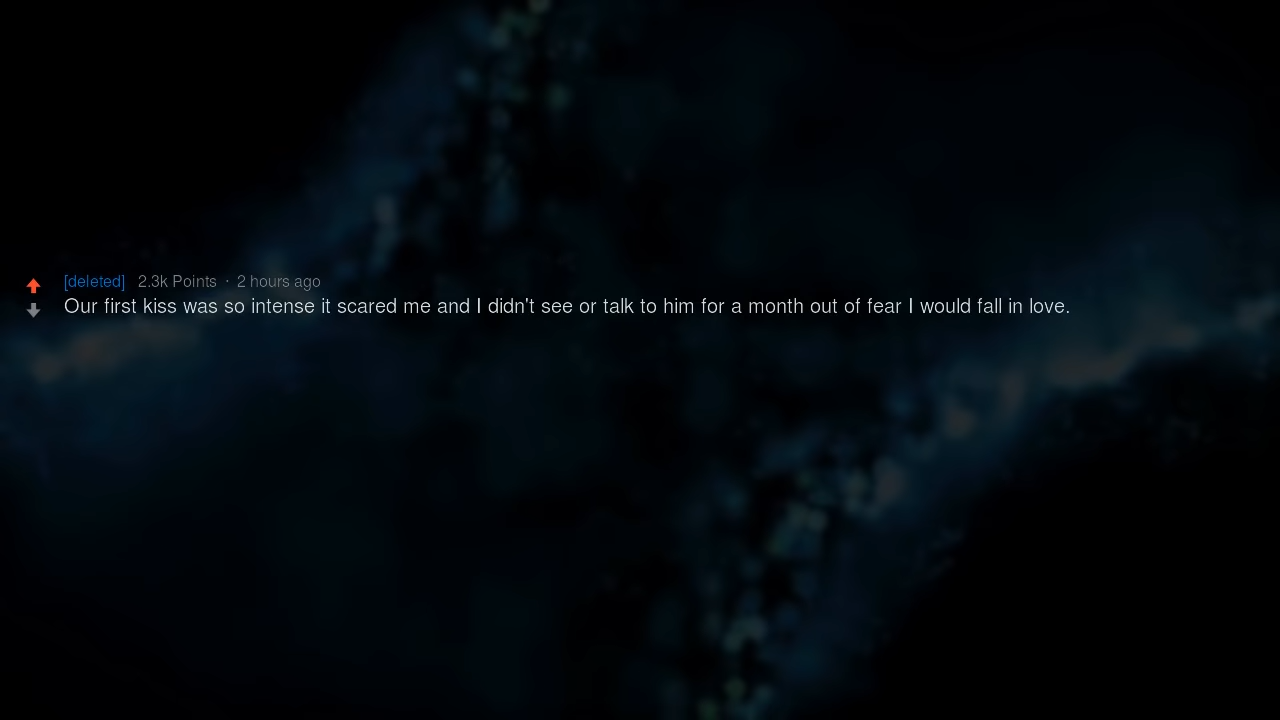 [deleted] 2.3k Points · 2 hours ago
Our first kiss was so intense it scared me and I didn't see or talk to him for a month out of fear I would fall in love.